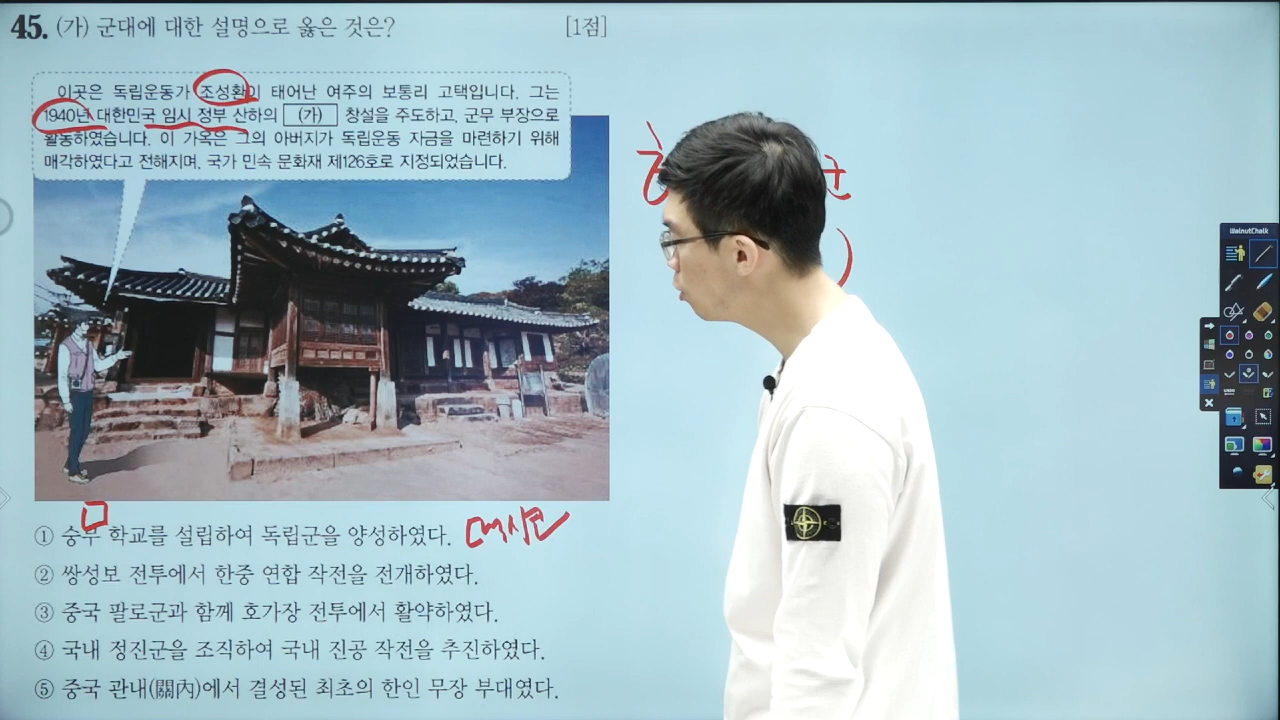 45. (가) 군대에 대한 설명으로 옳은 것은? [1점]
이곳은 독립운동가 조성환이 태어난 여주의 보통리 고택입니다. 그는
1940년 대한민국 임시 정부 산하의 (가) 창설을 주도하고, 군무 부장으로
활동하였습니다. 이 가옥은 그의 아버지가 독립운동 자금을 마련하기 위해
매각하였다고 전해지며, 국가 민속 문화재 제126호로 지정되었습니다.
군
① 숭무 학교를 설립하여 독립군을 양성하였다. 멕시코
② 쌍성보 전투에서 한중 연합 작전을 전개하였다.
③ 중국 팔로군과 함께 호가장 전투에서 활약하였다.
④ 국내 정진군을 조직하여 국내 진공 작전을 추진하였다.
⑤ 중국 관내(關內)에서 결성된 최초의 한인 무장 부대였다.
WalnutChalk